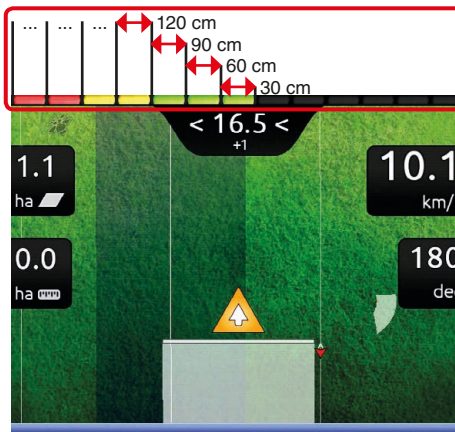 ... ... ... 120 cm
90 cm
60 cm
30 cm
< 16.5 <
+1
1.1
ha
10.1
km/
0.0
ha
180
de